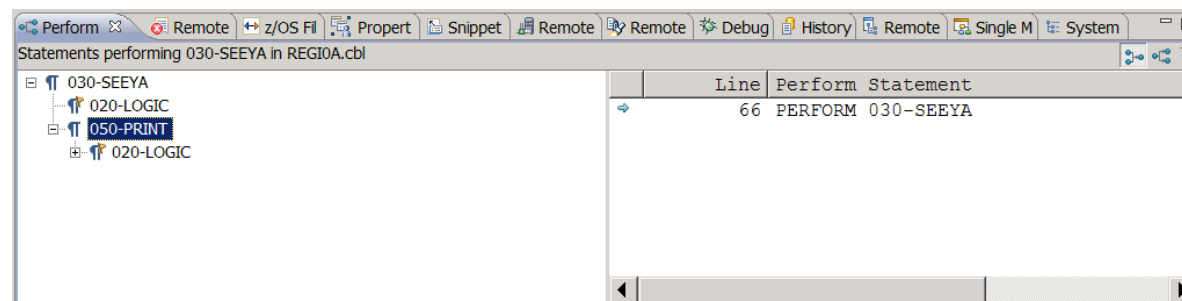 Perform Remote z/OS Fil Propert Snippet Remote Remote Debug History Remote Single M System
Statements performing 030-SEEYA in REGI0A.cbl
030-SEEYA
020-LOGIC
050-PRINT
020-LOGIC
Line Perform Statement
66 PERFORM 030-SEEYA